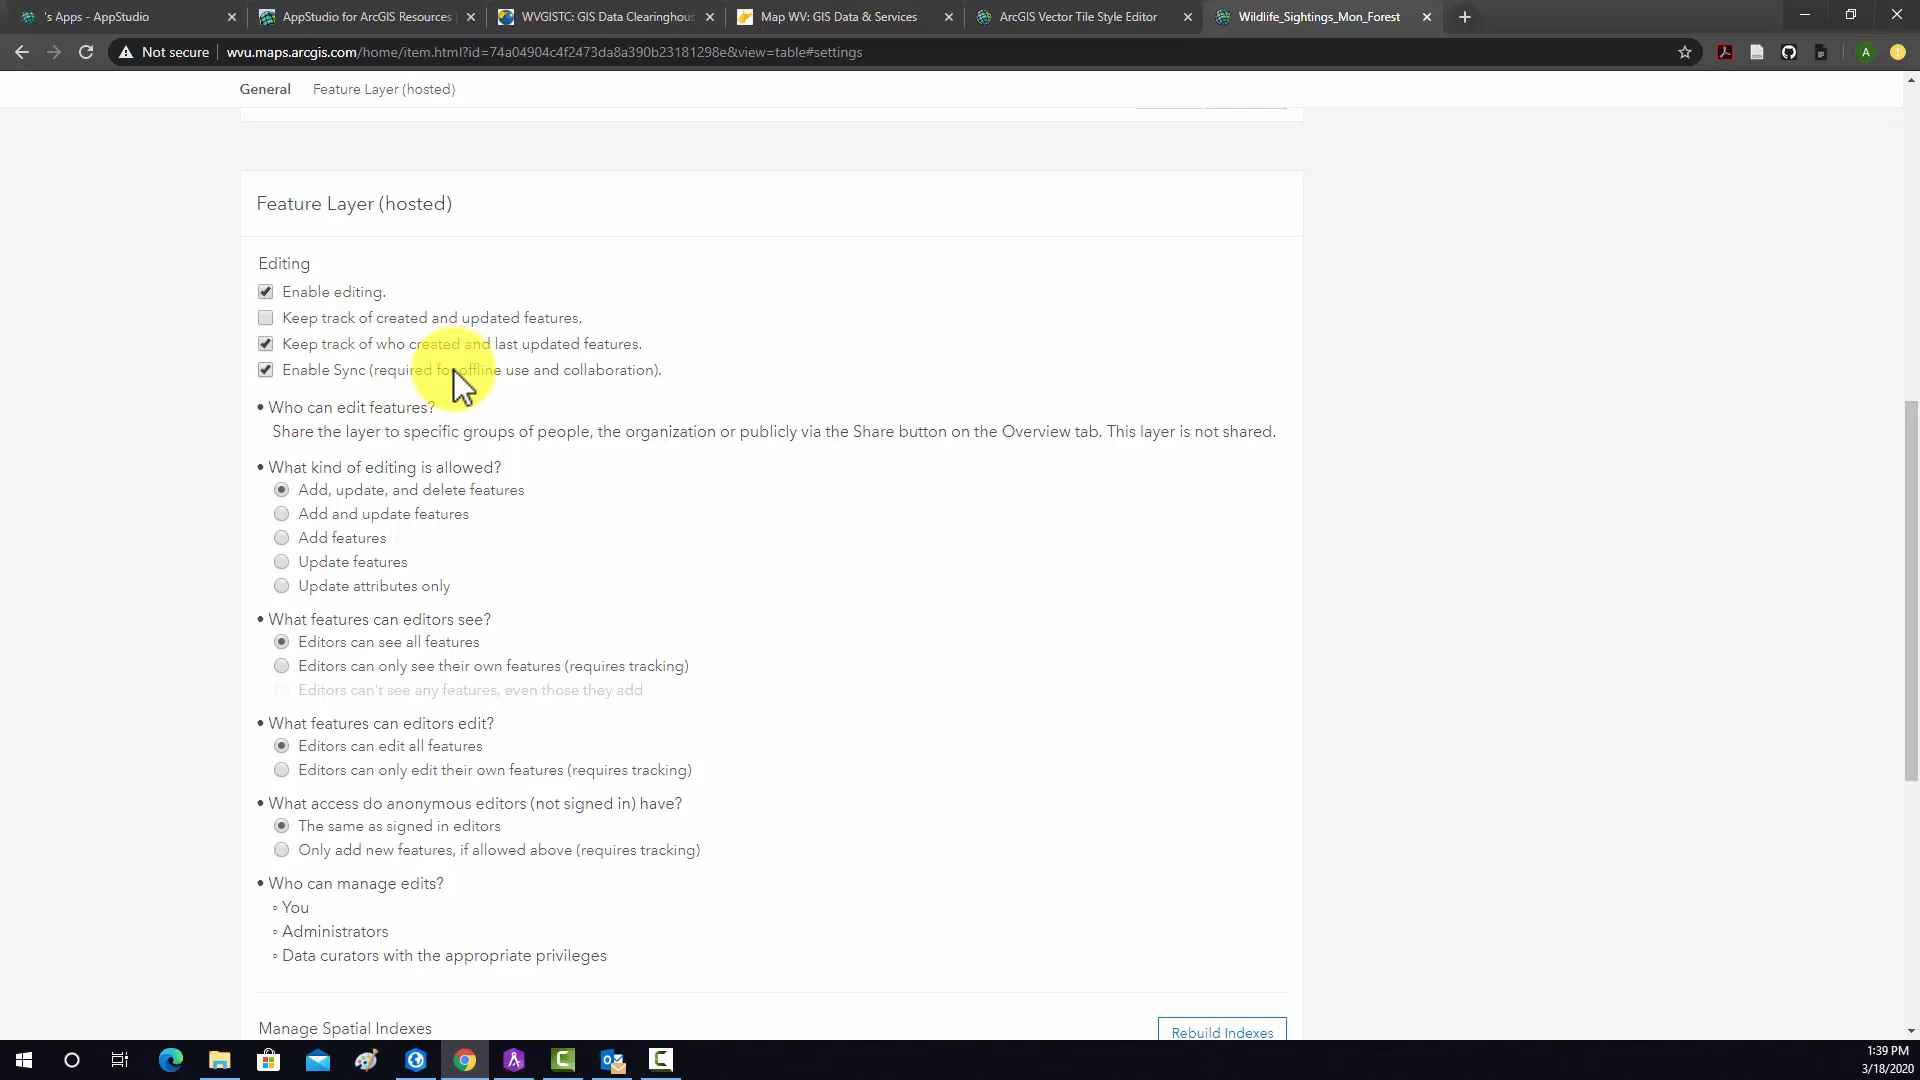 's Apps - AppStudio
AppStudio for ArcGIS Resources
WVGISTC: GIS Data Clearinghous
Map WV: GIS Data & Services
ArcGIS Vector Tile Style Editor
Wildlife_Sightings_Mon_Forest
Not secure
wvu.maps.arcgis.com/home/item.html?id=74a04904c4f2473da8a390b23181298e&view=table#settings
A
General
Feature Layer (hosted)
Feature Layer (hosted)
Editing
Enable editing.
Keep track of created and updated features.
Keep track of who created and last updated features.
Enable Sync (required for offline use and collaboration).
• Who can edit features?
Share the layer to specific groups of people, the organization or publicly via the Share button on the Overview tab. This layer is not shared.
• What kind of editing is allowed?
Add, update, and delete features
Add and update features
Add features
Update features
Update attributes only
• What features can editors see?
Editors can see all features
Editors can only see their own features (requires tracking)
Editors can't see any features, even those they add
• What features can editors edit?
Editors can edit all features
Editors can only edit their own features (requires tracking)
• What access do anonymous editors (not signed in) have?
The same as signed in editors
Only add new features, if allowed above (requires tracking)
• Who can manage edits?
◦ You
◦ Administrators
◦ Data curators with the appropriate privileges
Manage Spatial Indexes
Rebuild Indexes
1:39 PM
3/18/2020